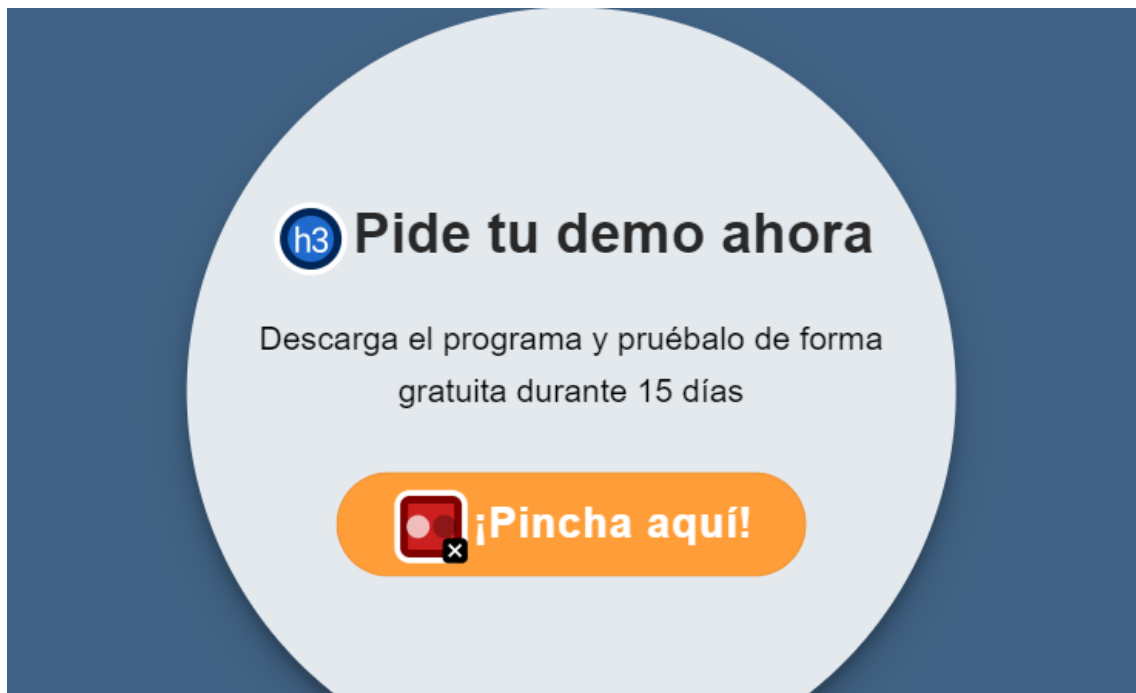 h3 Pide tu demo ahora
Descarga el programa y pruébalo de forma
gratuita durante 15 días
¡Pincha aquí!